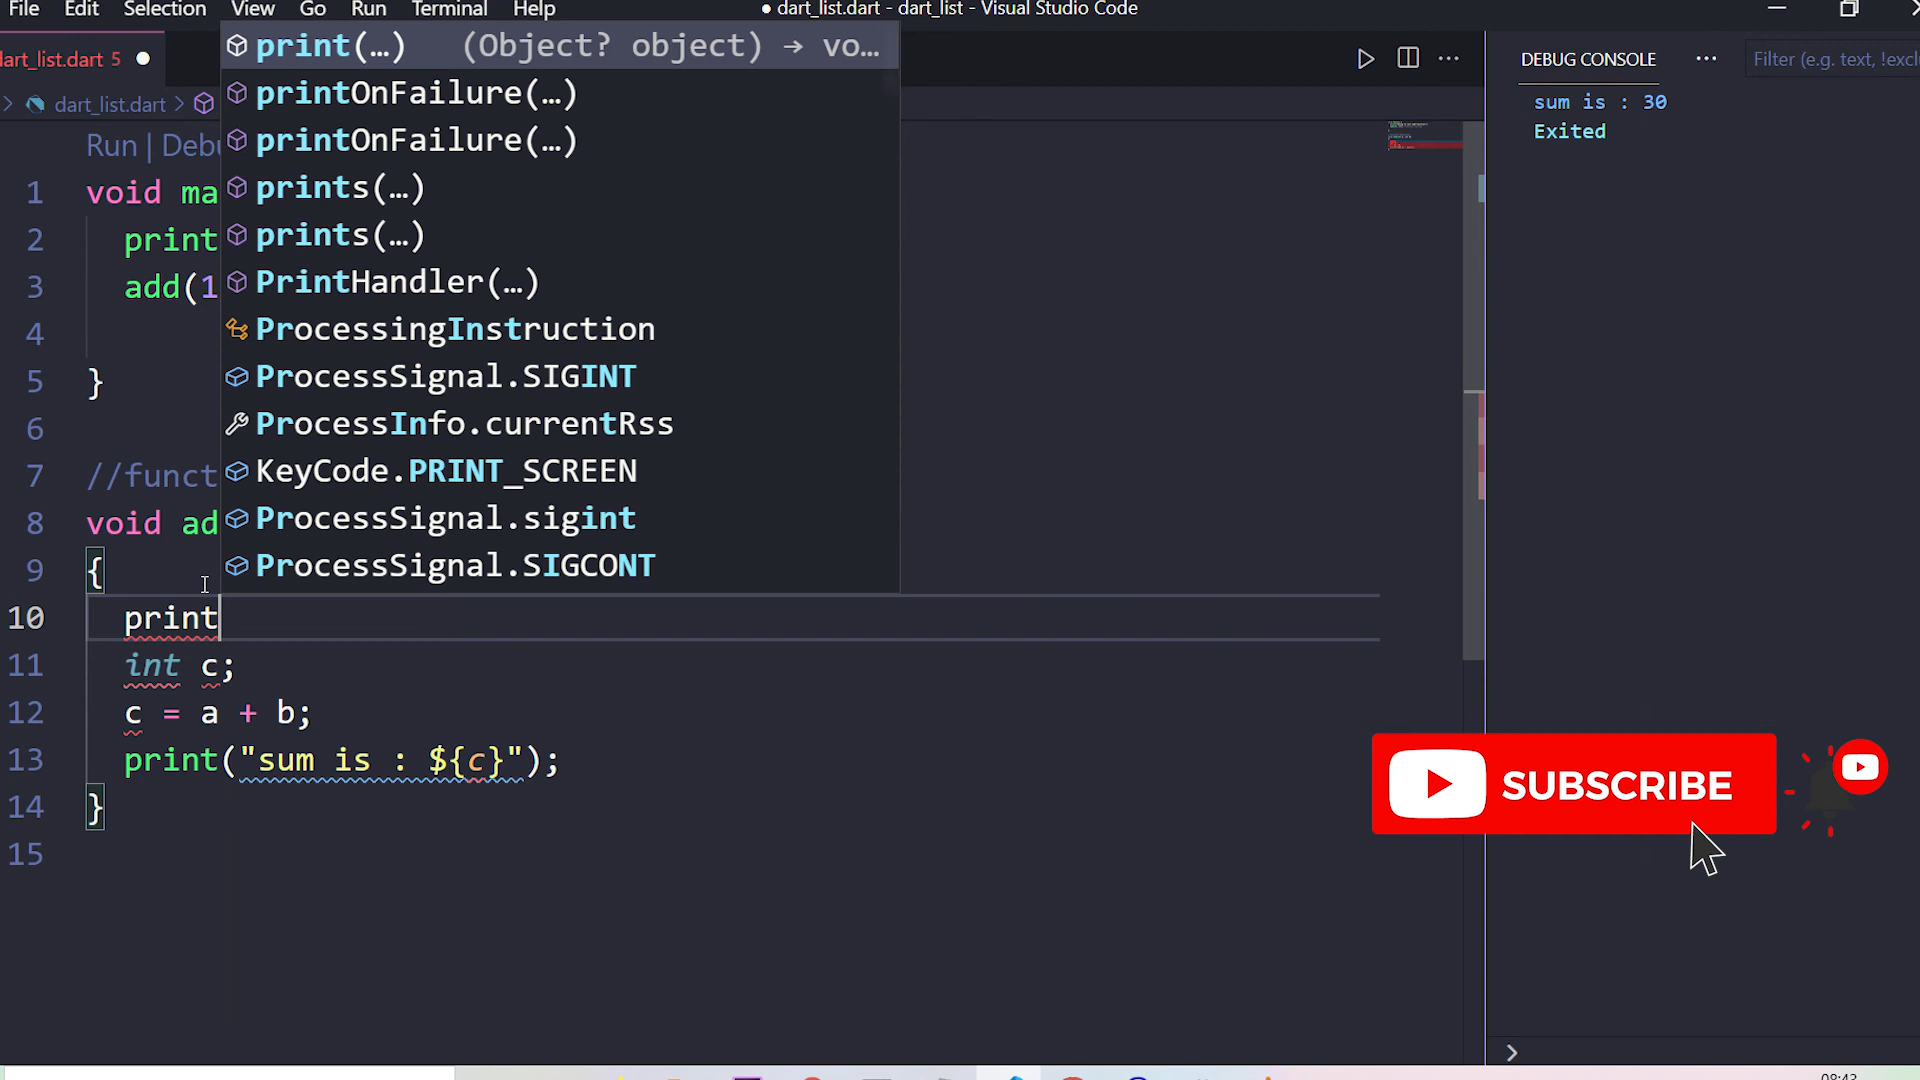 File Edit Selection View Go Run Terminal Help
● dart_list.dart - dart_list - Visual Studio Code
dart_list.dart 5
dart_list.dart
Run | Debu
1 void ma
2 print
3 add(1
4
5 }
6
7 //funct
8 void ad
9 {
10 print
11 int c;
12 c = a + b;
13 print("sum is : ${c}");
14 }
15
print(…) (Object? object) → vo…
printOnFailure(…)
printOnFailure(…)
prints(…)
prints(…)
PrintHandler(…)
ProcessingInstruction
ProcessSignal.SIGINT
ProcessInfo.currentRss
KeyCode.PRINT_SCREEN
ProcessSignal.sigint
ProcessSignal.SIGCONT
DEBUG CONSOLE
Filter (e.g. text, !exclu
sum is : 30
Exited
SUBSCRIBE